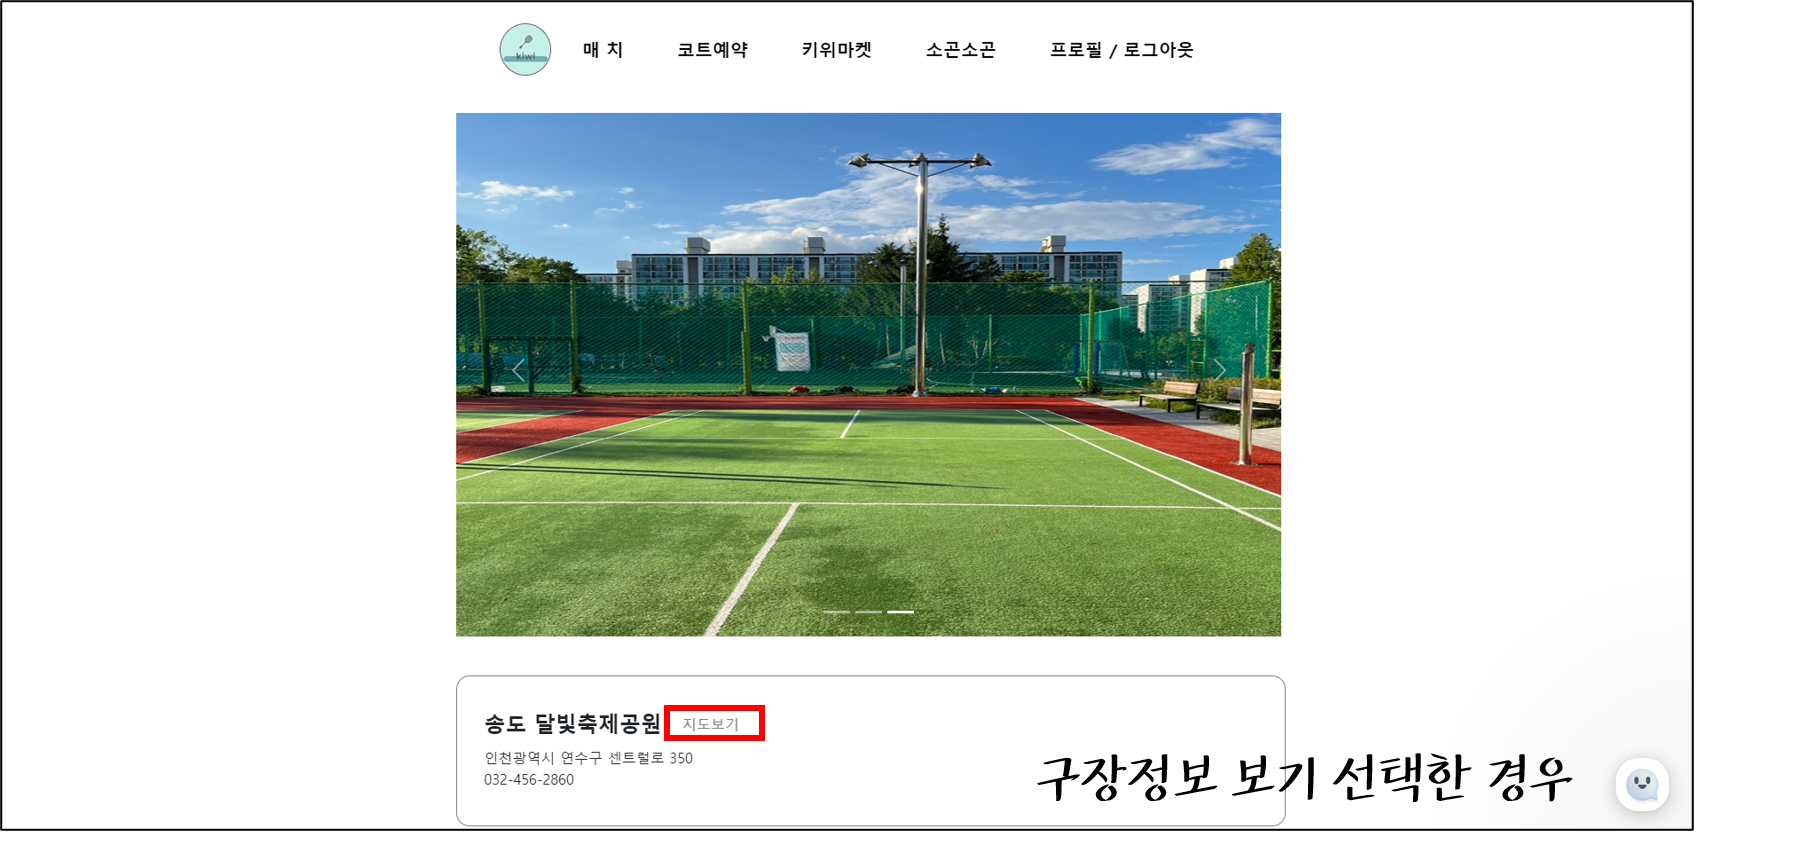 kiwi
매 치 코트예약 키위마켓 소곤소곤 프로필 / 로그아웃
송도 달빛축제공원 지도보기
인천광역시 연수구 센트럴로 350
032-456-2860
구장정보 보기 선택한 경우